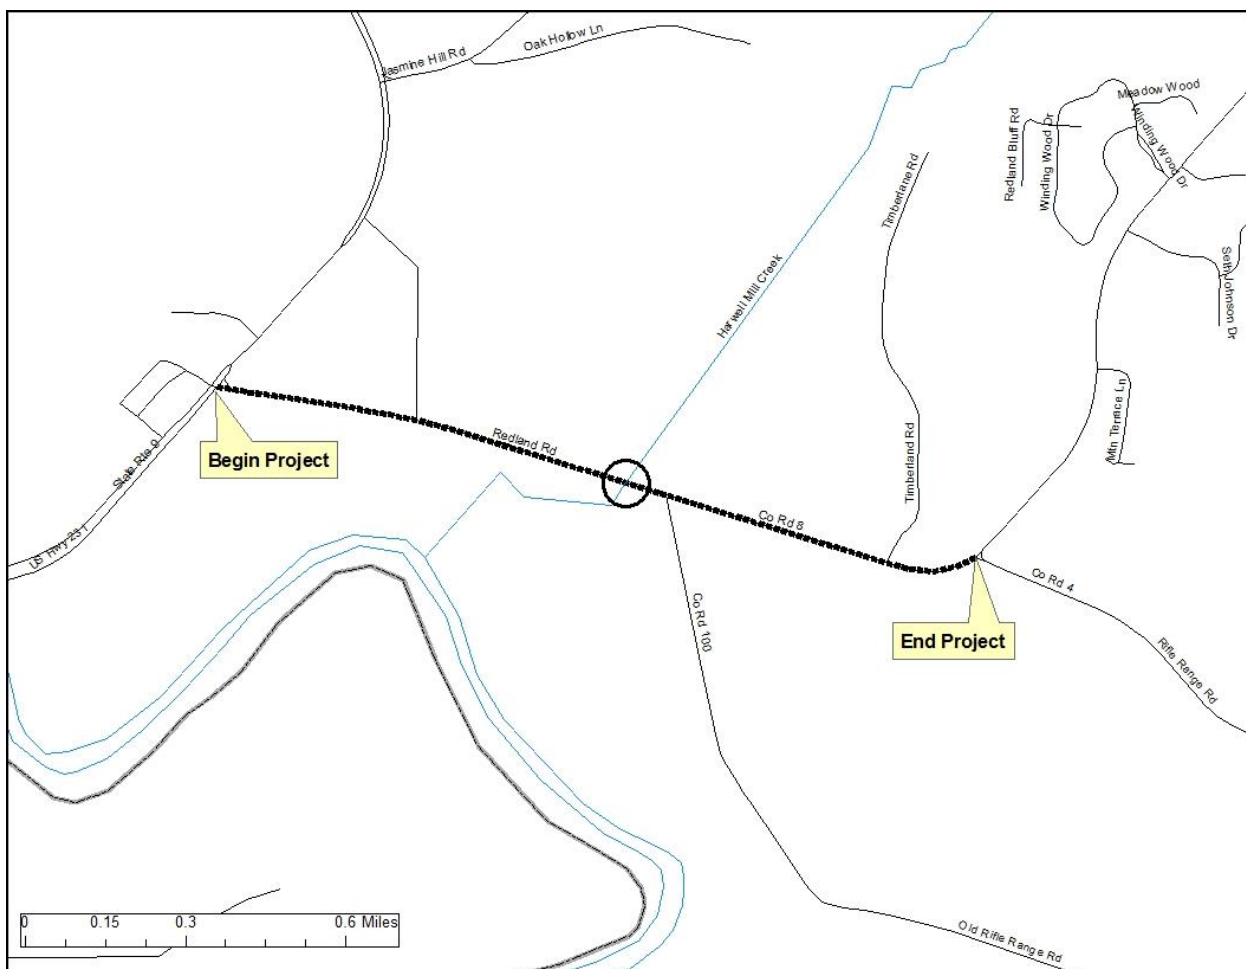 Jasmine Hill Rd
Oak Hollow Ln
Meadow Wood
Winding Wood Dr
Redland Bluff Rd
Winding Wood Dr
Timberlane Rd
Harwell Mill Creek
Seth Johnson Dr
Mtn Terrace Ln
Begin Project
Redland Rd
State Rte 9
US Hwy 231
Timberland Rd
Co Rd 8
Co Rd 4
End Project
Co Rd 100
Rifle Range Rd
0 0.15 0.3 0.6 Miles
Old Rifle Range Rd